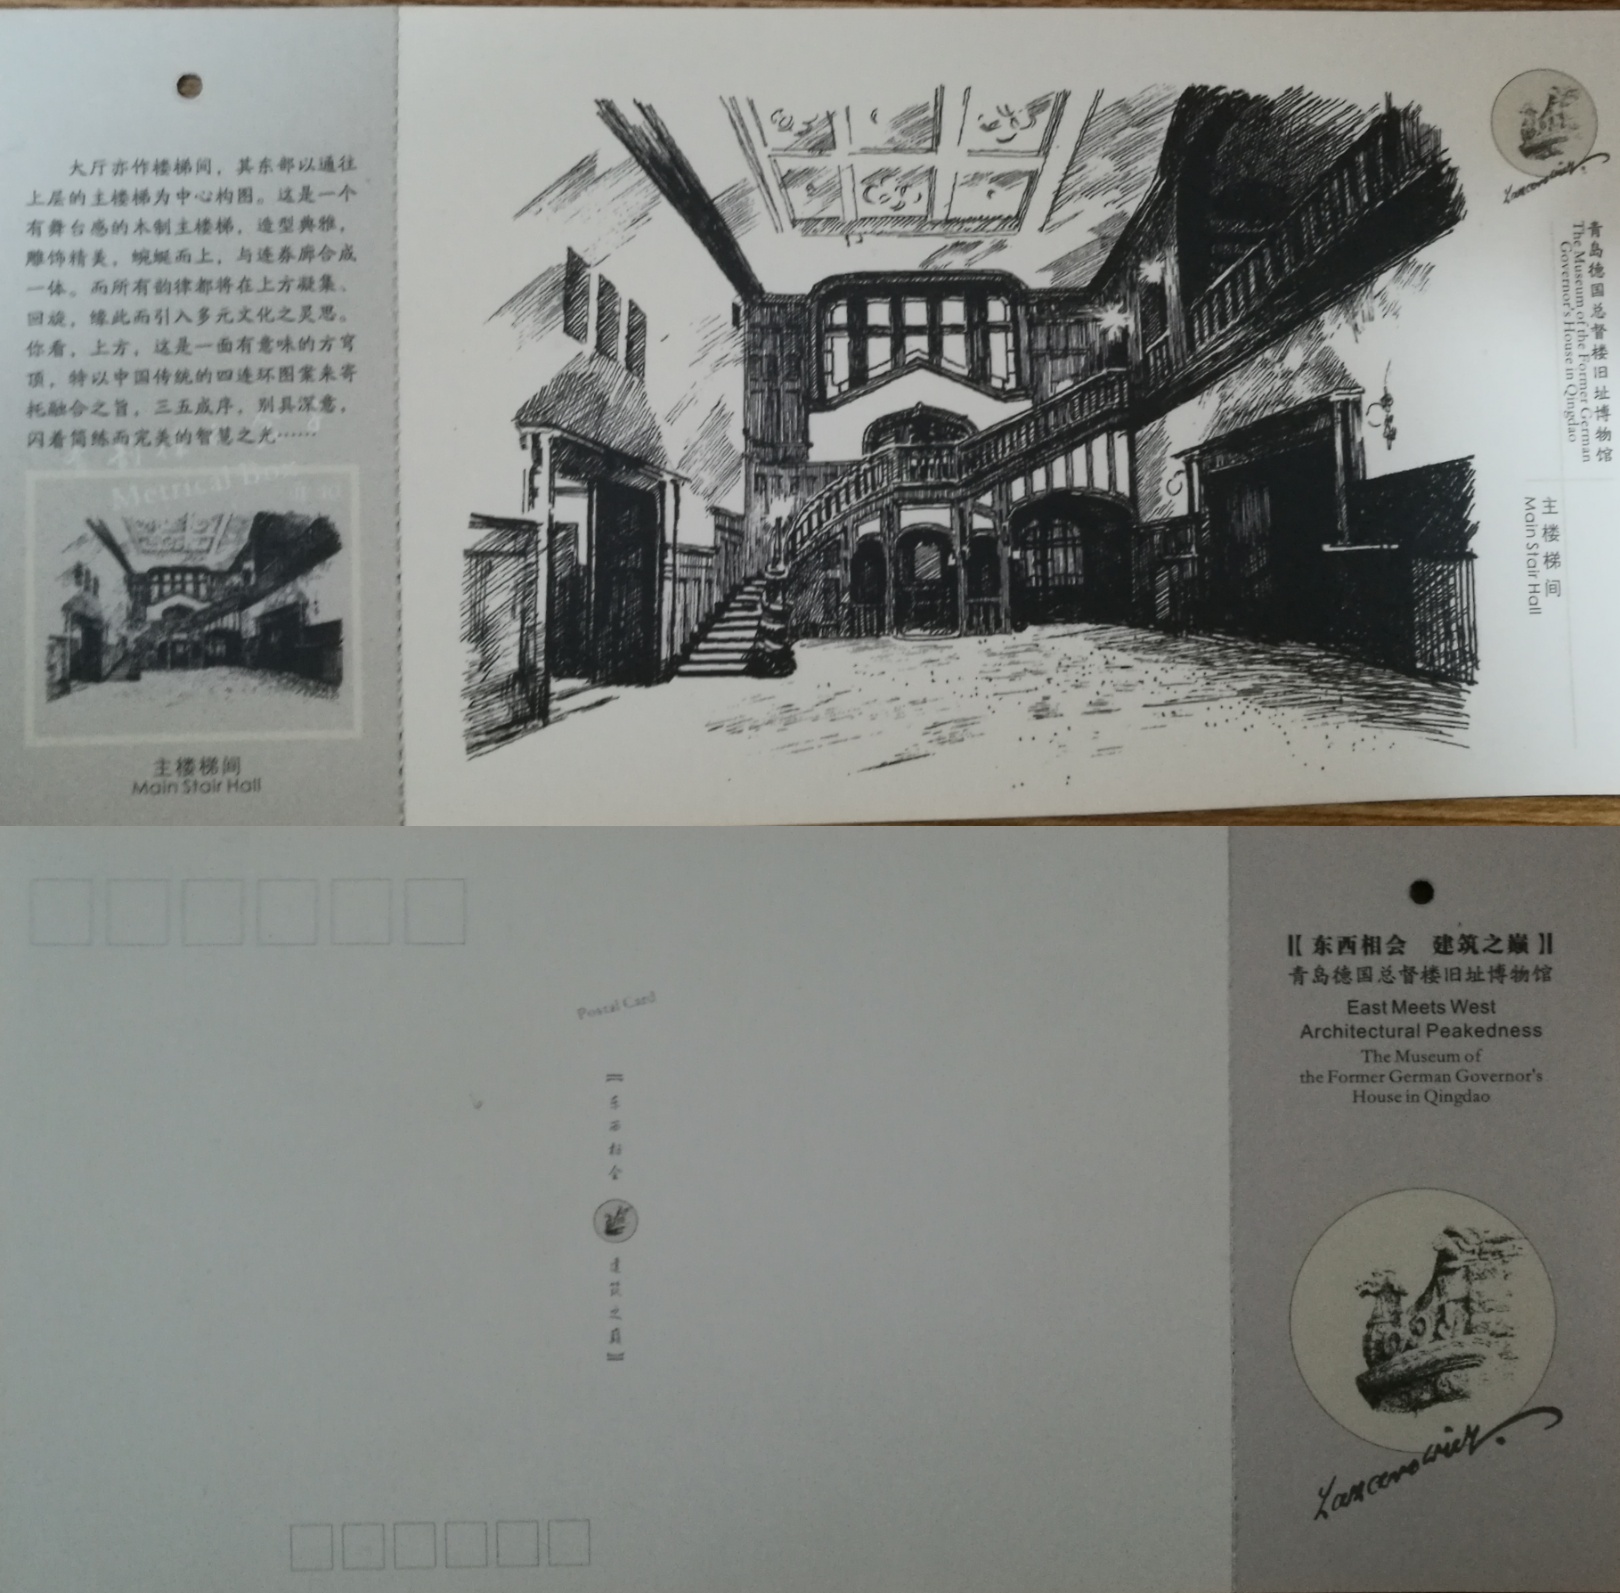 大厅亦作楼梯间，其东部以通往
上层的主楼梯为中心构图。这是一个
有舞台感的木制主楼梯，造型典雅，
雕饰精美，蜿蜒而上，与连券廊合成
一体。而所有韵律都将在上方凝集、
回旋，缘此而引入多元文化之灵思。
你看，上方，这是一面有意味的方穹
顶，特以中国传统的四连环图案来寄
托融合之旨，三五成序，别具深意，
闪着简练而完美的智慧之光……
Metrical
主楼梯间
Main Stair Hall
青岛德国总督楼旧址博物馆
The Museum of the Former German
Governor's House in Qingdao
主楼梯间
Main Stair Hall
Postal Card
【东西相会
建筑之巅】
【东西相会 建筑之巅】
青岛德国总督楼旧址博物馆
East Meets West
Architectural Peakedness
The Museum of
the Former German Governor's
House in Qingdao